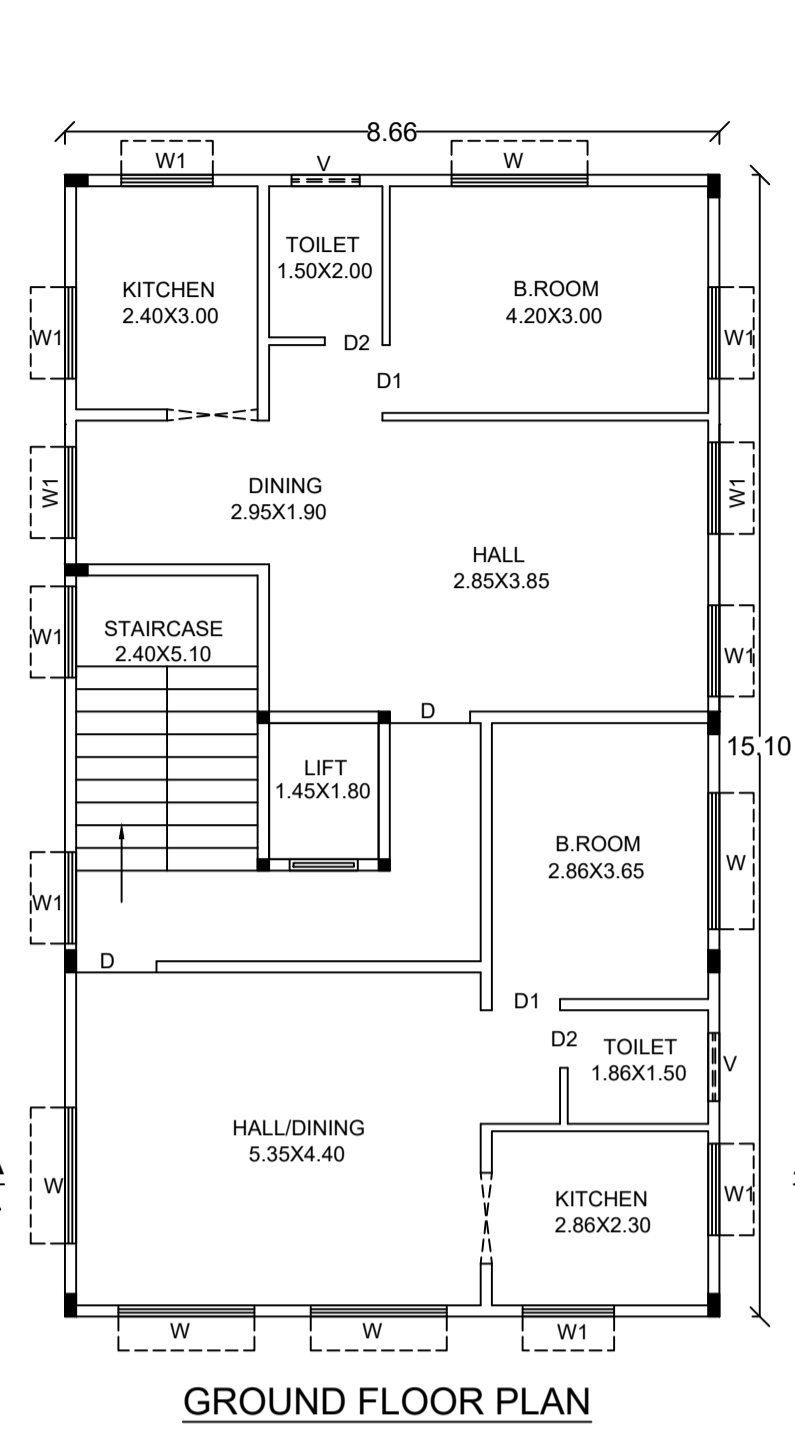 8.66
W1
V
W
TOILET
1.50X2.00
KITCHEN
2.40X3.00
B.ROOM
4.20X3.00
W1
D2
W1
D1
DINING
2.95X1.90
W1
W1
HALL
2.85X3.85
STAIRCASE
2.40X5.10
W1
W1
D
15.10
LIFT
1.45X1.80
B.ROOM
2.86X3.65
W
W1
D
D1
D2
TOILET
1.86X1.50
V
HALL/DINING
5.35X4.40
W
KITCHEN
2.86X2.30
W1
W
W
W1
GROUND FLOOR PLAN